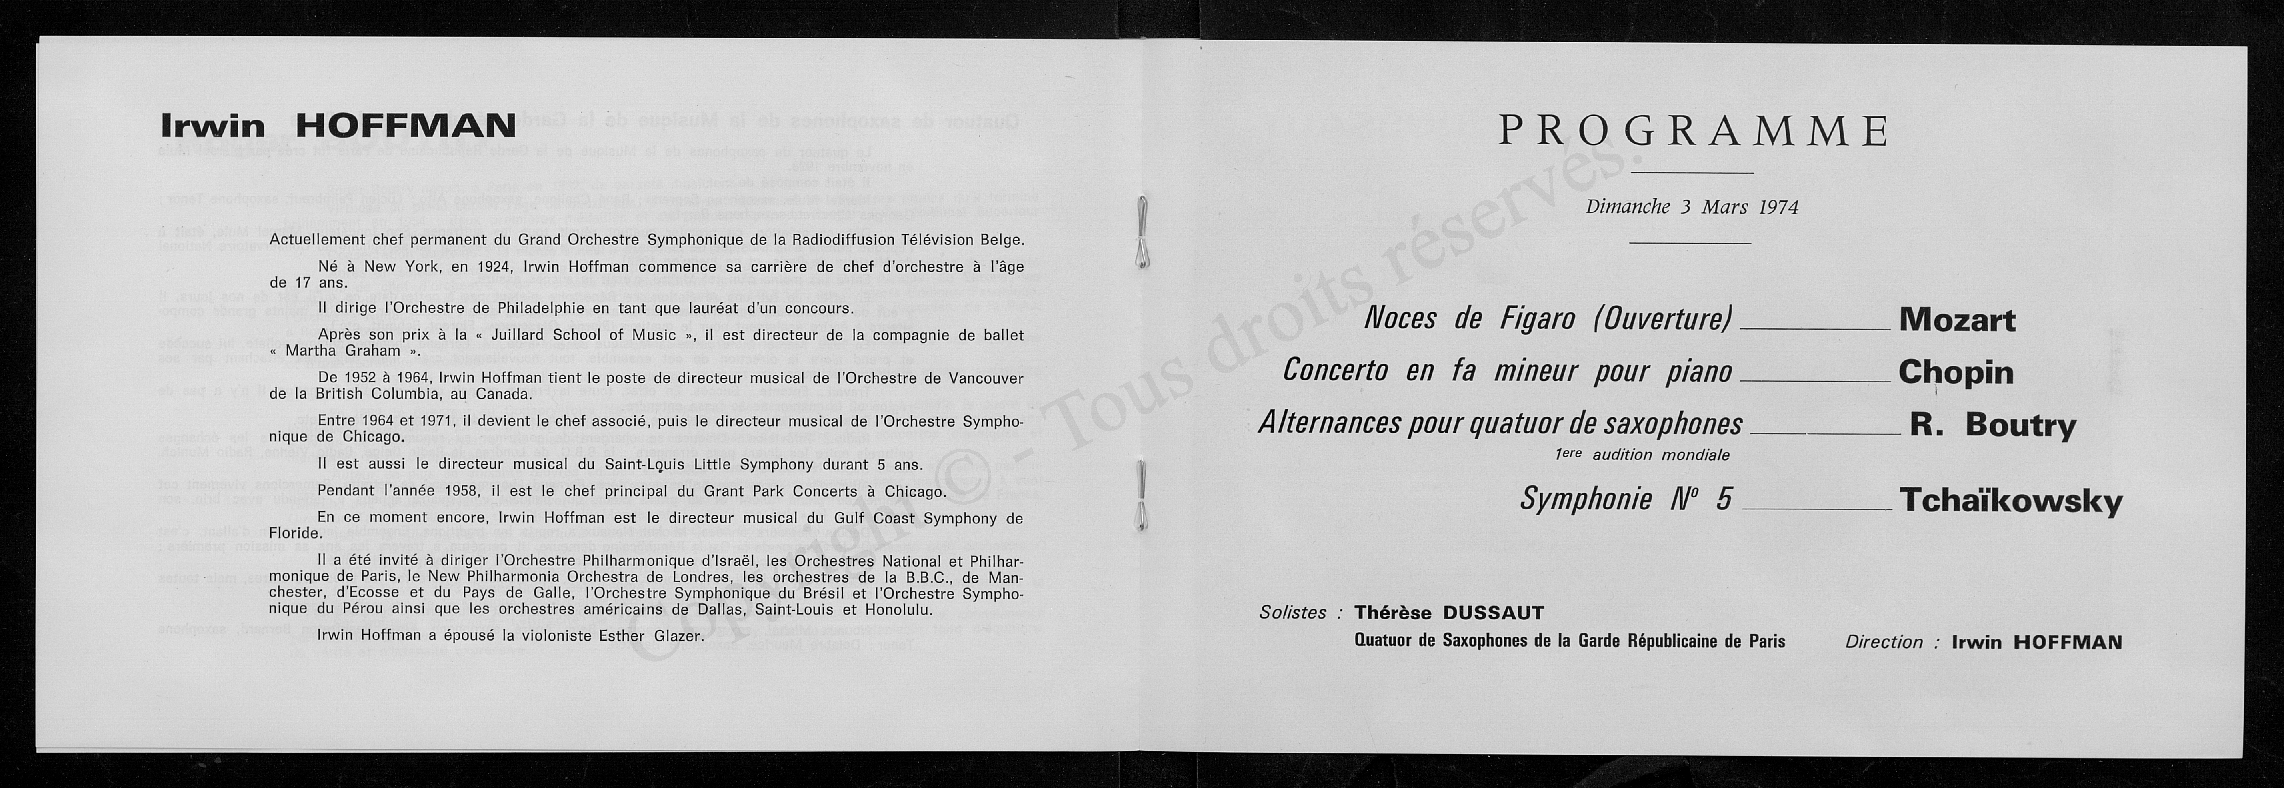 Irwin HOFFMAN
Actuellement chef permanent du Grand Orchestre Symphonique de la Radiodiffusion Télévision Belge.
Né à New York, en 1924, Irwin Hoffman commence sa carrière de chef d'orchestre à l'âge
de 17 ans.
Il dirige l'Orchestre de Philadelphie en tant que lauréat d'un concours.
Après son prix à la « Juillard School of Music », il est directeur de la compagnie de ballet
« Martha Graham ».
De 1952 à 1964, Irwin Hoffman tient le poste de directeur musical de l'Orchestre de Vancouver
de la British Columbia, au Canada.
Entre 1964 et 1971, il devient le chef associé, puis le directeur musical de l'Orchestre Sympho-
nique de Chicago.
Il est aussi le directeur musical du Saint-Louis Little Symphony durant 5 ans.
Pendant l'année 1958, il est le chef principal du Grant Park Concerts à Chicago.
En ce moment encore, Irwin Hoffman est le directeur musical du Gulf Coast Symphony de
Floride.
Il a été invité à diriger l'Orchestre Philharmonique d'Israël, les Orchestres National et Philhar-
monique de Paris, le New Philharmonia Orchestra de Londres, les orchestres de la B.B.C., de Man-
chester, d'Ecosse et du Pays de Galle, l'Orchestre Symphonique du Brésil et l'Orchestre Sympho-
nique du Pérou ainsi que les orchestres américains de Dallas, Saint-Louis et Honolulu.
Irwin Hoffman a épousé la violoniste Esther Glazer.
PROGRAMME
Dimanche 3 Mars 1974
Noces de Figaro (Ouverture) Mozart
Concerto en fa mineur pour piano Chopin
Alternances pour quatuor de saxophones R. Boutry
1ere audition mondiale
Symphonie Nº 5 Tchaïkowsky
Solistes : Thérèse DUSSAUT
Quatuor de Saxophones de la Garde Républicaine de Paris Direction : Irwin HOFFMAN
Copyright © - Tous droits réservés.